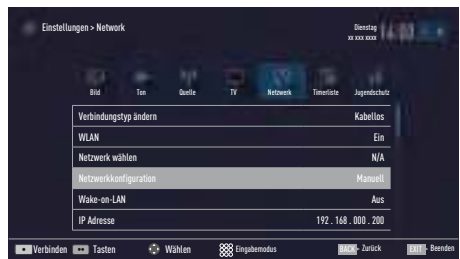 Einstellungen > Network
Dienstag
xx xxx xxxx
Bild Ton Quelle TV Netzwerk Timerliste Jugendschutz
Verbindungstyp ändern Kabellos
WLAN Ein
Netzwerk wählen N/A
Netzwerkkonfiguration Manuell
Wake-on-LAN Aus
IP Adresse 192 . 168 . 000 . 200
Verbinden Tasten Wählen Eingabemodus BACK - Zurück EXIT - Beenden